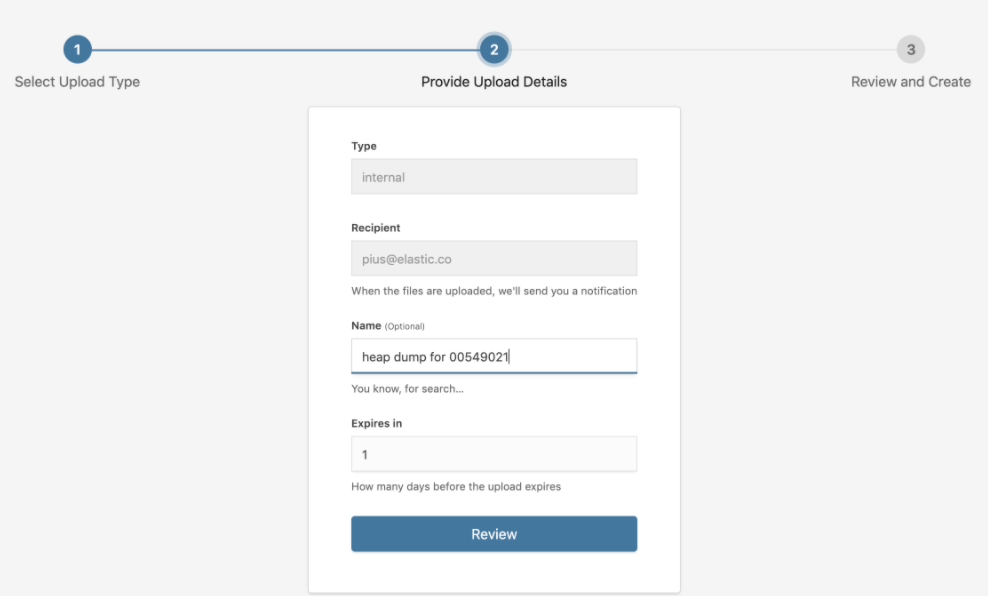 1
2
3
Select Upload Type
Provide Upload Details
Review and Create
Type
internal
Recipient
pius@elastic.co
When the files are uploaded, we'll send you a notification
Name (Optional)
heap dump for 00549021
You know, for search...
Expires in
1
How many days before the upload expires
Review